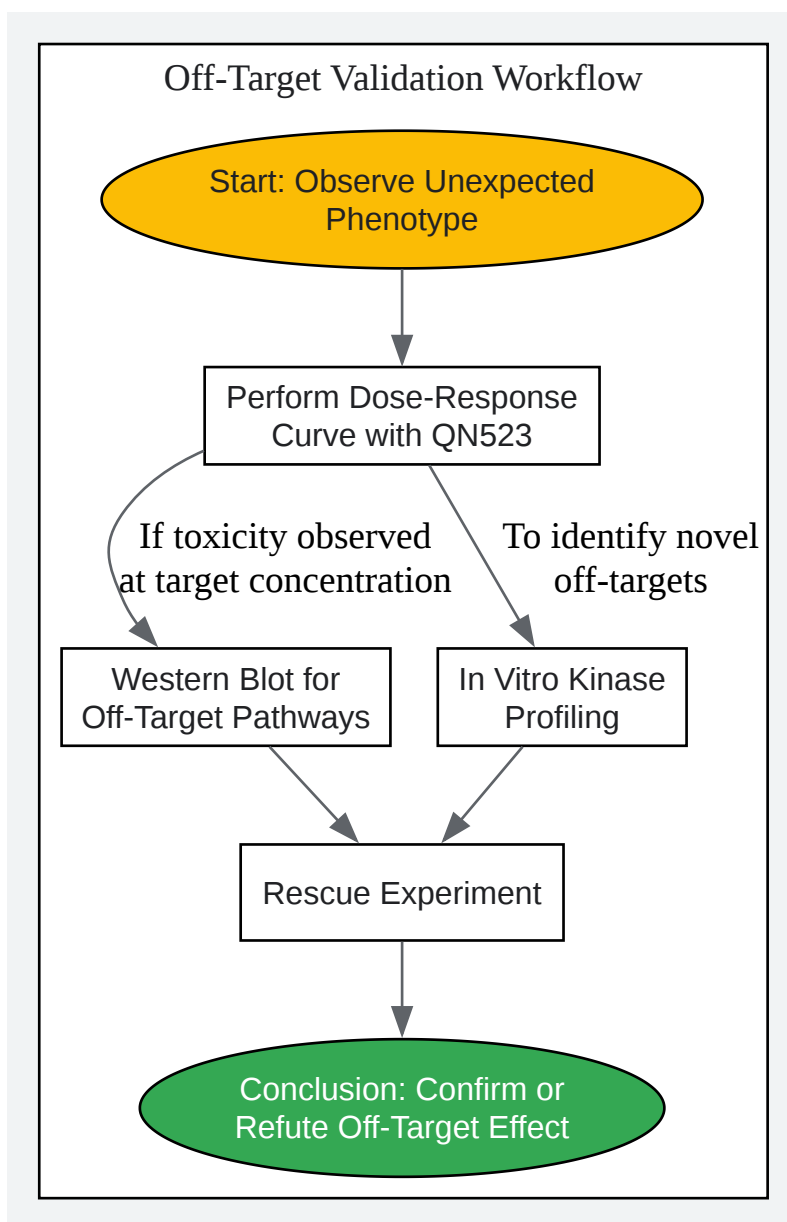 Off-Target Validation Workflow
Start: Observe Unexpected
Phenotype
Perform Dose-Response
Curve with QN523
If toxicity observed
at target concentration
To identify novel
off-targets
Western Blot for
Off-Target Pathways
In Vitro Kinase
Profiling
Rescue Experiment
Conclusion: Confirm or
Refute Off-Target Effect